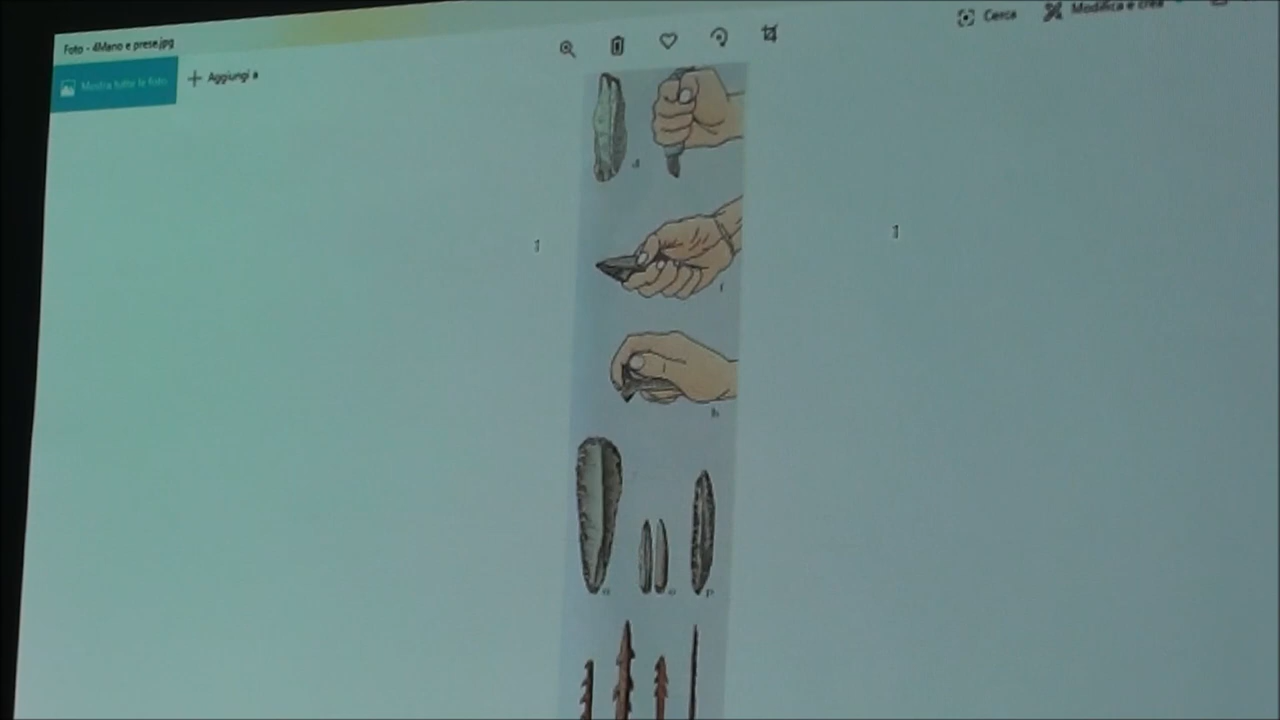 Foto - 4Mano e prese.jpg
Mostra tutte le foto
Aggiungi a
Cerca
Modifica e crea
d
f
h
n
o
p